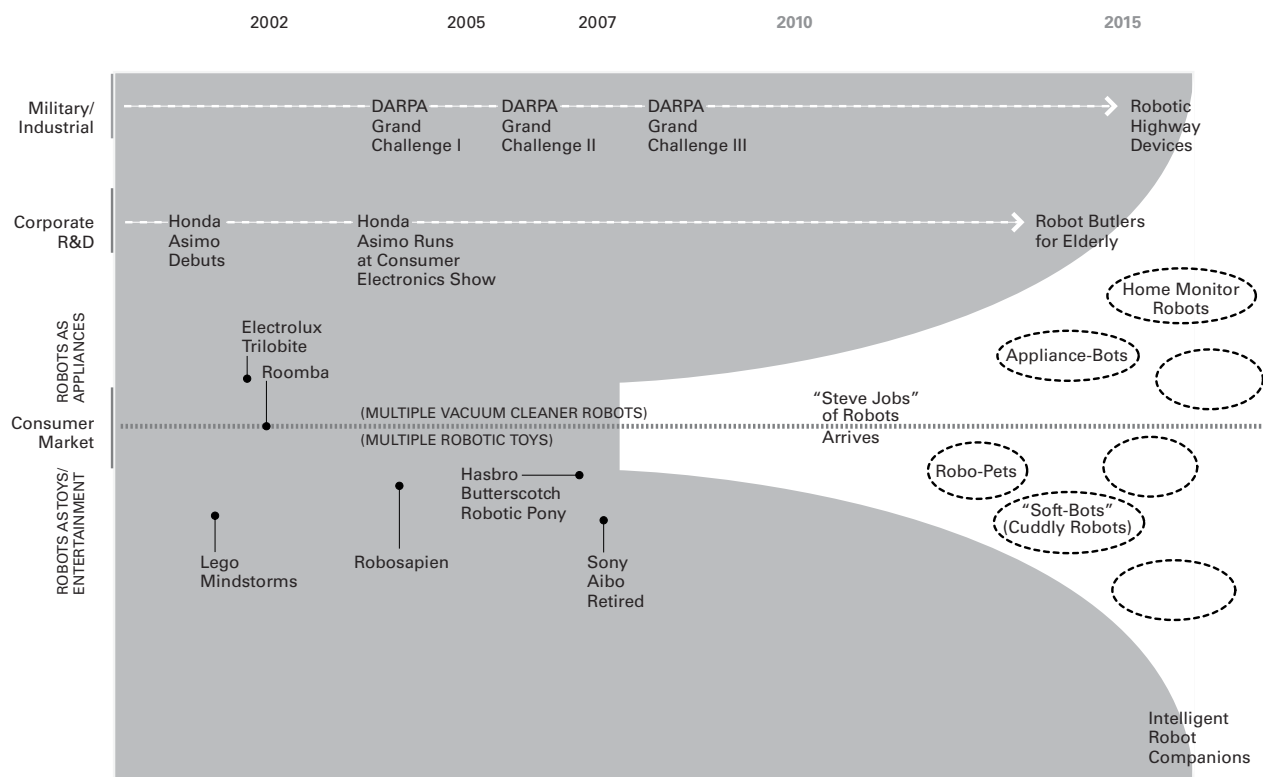 2002
2005
2007
2010
2015
Military/
Industrial
DARPA
Grand
Challenge I
DARPA
Grand
Challenge II
DARPA
Grand
Challenge III
Robotic
Highway
Devices
Corporate
R&D
Honda
Asimo
Debuts
Honda
Asimo Runs
at Consumer
Electronics Show
Robot Butlers
for Elderly
Home Monitor
Robots
ROBOTS AS
APPLIANCES
Electrolux
Trilobite
Roomba
Appliance-Bots
Consumer
Market
(MULTIPLE VACUUM CLEANER ROBOTS)
(MULTIPLE ROBOTIC TOYS)
“Steve Jobs”
of Robots
Arrives
ROBOTS AS TOYS/
ENTERTAINMENT
Hasbro
Butterscotch
Robotic Pony
Robo-Pets
“Soft-Bots”
(Cuddly Robots)
Lego
Mindstorms
Robosapien
Sony
Aibo
Retired
Intelligent
Robot
Companions